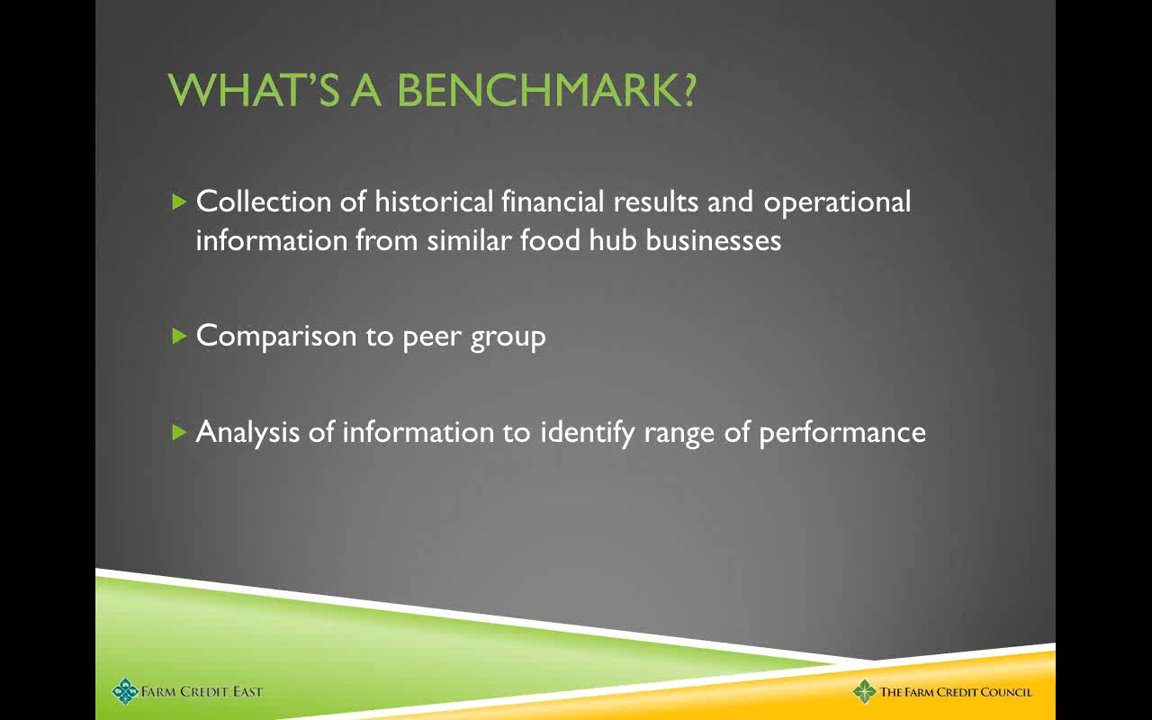 WHAT'S A BENCHMARK?
Collection of historical financial results and operational
information from similar food hub businesses
Comparison to peer group
Analysis of information to identify range of performance
FARM CREDIT EAST
THE FARM CREDIT COUNCIL